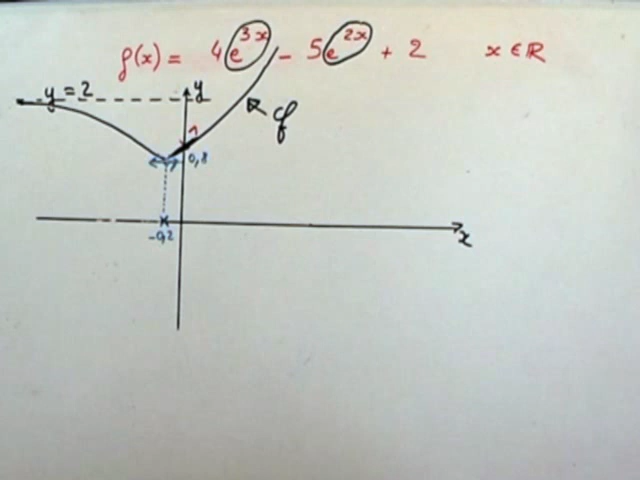 f(x) = 4e^{3x} - 5e^{2x} + 2 x ∈ ℝ
y = 2 y
f
1
0,8
x
-0,2